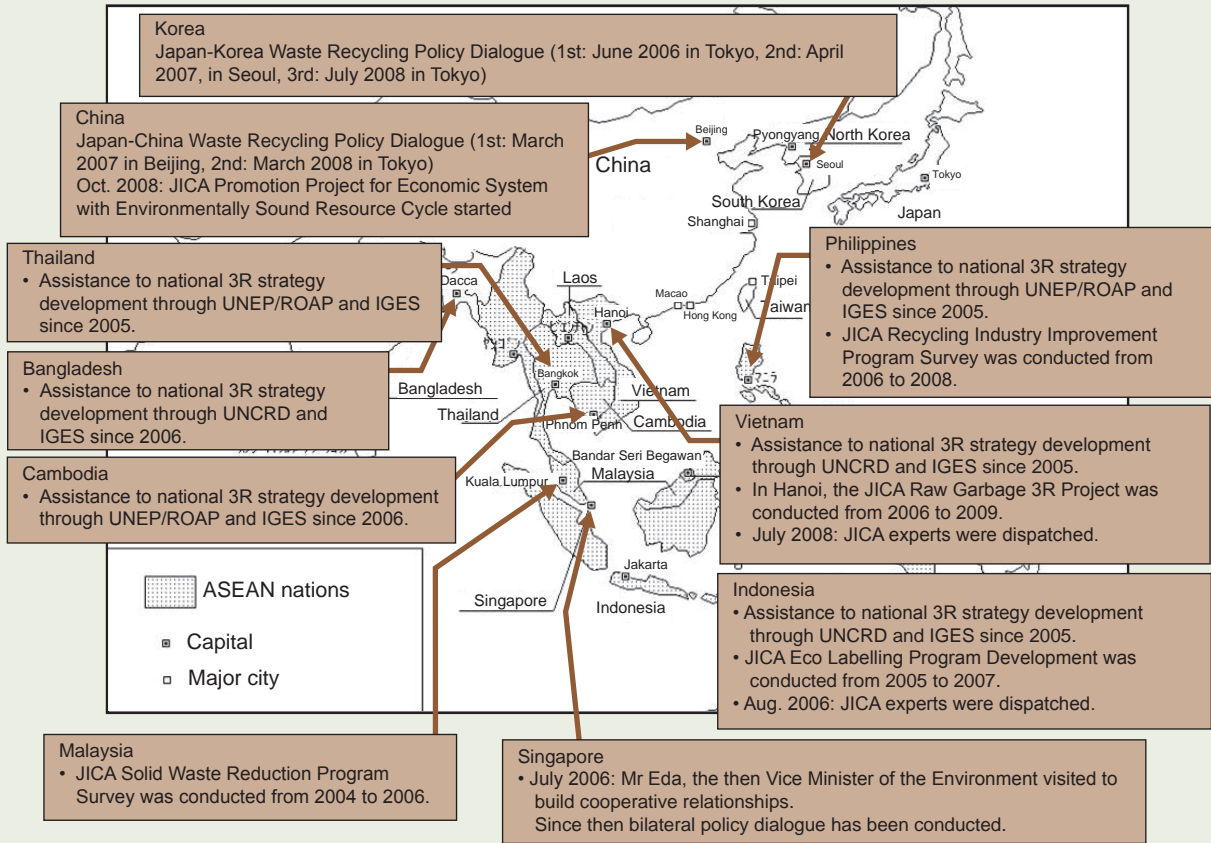 Korea
Japan-Korea Waste Recycling Policy Dialogue (1st: June 2006 in Tokyo, 2nd: April
2007, in Seoul, 3rd: July 2008 in Tokyo)
China
Japan-China Waste Recycling Policy Dialogue (1st: March
2007 in Beijing, 2nd: March 2008 in Tokyo)
Oct. 2008: JICA Promotion Project for Economic System
with Environmentally Sound Resource Cycle started
Beijing
China
Pyongyang
North Korea
Seoul
South Korea
Tokyo
Japan
Shanghai
Thailand
• Assistance to national 3R strategy
development through UNEP/ROAP and IGES
since 2005.
Bangladesh
• Assistance to national 3R strategy
development through UNCRD and
IGES since 2006.
Cambodia
• Assistance to national 3R strategy development
through UNEP/ROAP and IGES since 2006.
Dacca
Laos
Hanoi
Macao
Hong Kong
Taipei
Taiwan
Bangkok
Bangladesh
Thailand
Vietnam
Cambodia
Phnom Penh
マニラ
Bandar Seri Begawan
Malaysia
Kuala Lumpur
Jakarta
Singapore
Indonesia
Philippines
• Assistance to national 3R strategy
development through UNEP/ROAP and
IGES since 2005.
• JICA Recycling Industry Improvement
Program Survey was conducted from
2006 to 2008.
Vietnam
• Assistance to national 3R strategy development
through UNCRD and IGES since 2005.
• In Hanoi, the JICA Raw Garbage 3R Project was
conducted from 2006 to 2009.
• July 2008: JICA experts were dispatched.
Indonesia
• Assistance to national 3R strategy development
through UNCRD and IGES since 2005.
• JICA Eco Labelling Program Development was
conducted from 2005 to 2007.
• Aug. 2006: JICA experts were dispatched.
ASEAN nations
Capital
Major city
Malaysia
• JICA Solid Waste Reduction Program
Survey was conducted from 2004 to 2006.
Singapore
• July 2006: Mr Eda, the then Vice Minister of the Environment visited to
build cooperative relationships.
Since then bilateral policy dialogue has been conducted.